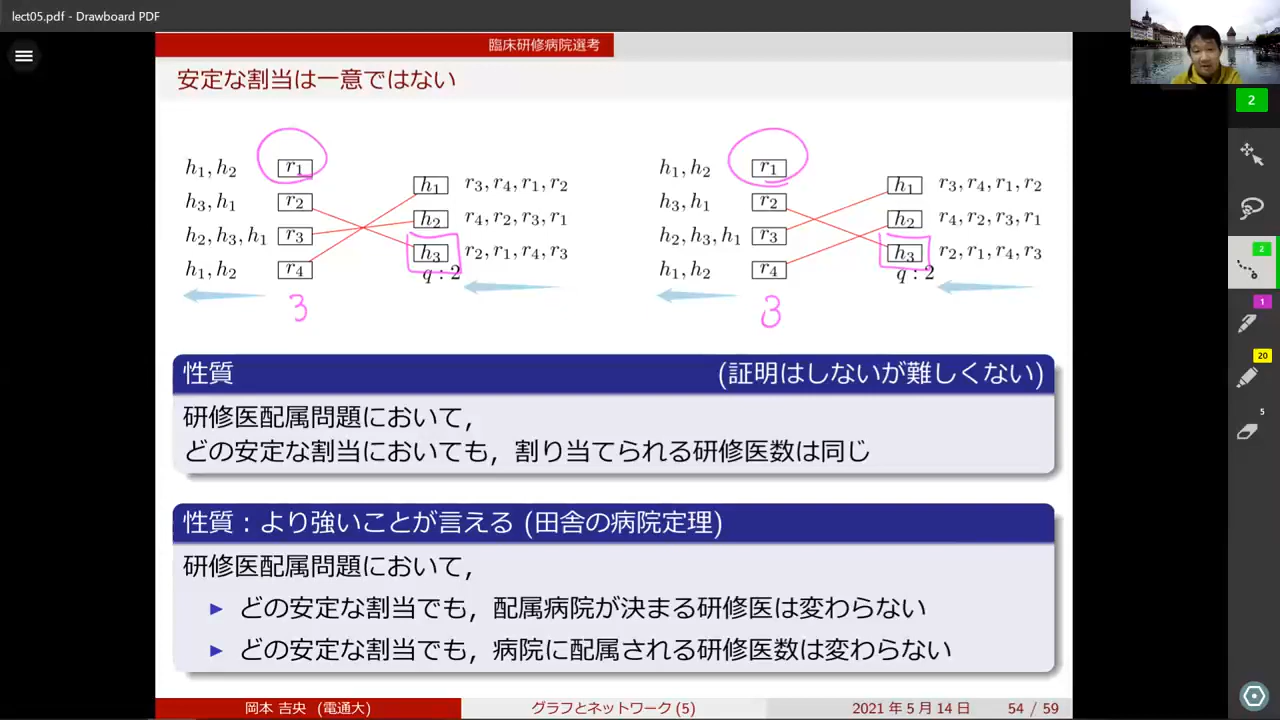 lect05.pdf - Drawboard PDF
臨床研修病院選考
安定な割当は一意ではない
h1, h2 r1
h3, h1 r2
h2, h3, h1 r3
h1, h2 r4
h1 r3, r4, r1, r2
h2 r4, r2, r3, r1
h3 r2, r1, r4, r3
q : 2
3
h1, h2 r1
h3, h1 r2
h2, h3, h1 r3
h1, h2 r4
h1 r3, r4, r1, r2
h2 r4, r2, r3, r1
h3 r2, r1, r4, r3
q : 2
3
性質 (証明はしないが難しくない)
研修医配属問題において,
どの安定な割当においても, 割り当てられる研修医数は同じ
性質 : より強いことが言える (田舎の病院定理)
研修医配属問題において,
▶ どの安定な割当でも, 配属病院が決まる研修医は変わらない
▶ どの安定な割当でも, 病院に配属される研修医数は変わらない
岡本 吉央 (電通大) グラフとネットワーク (5) 2021 年 5 月 14 日 54 / 59
2
2
1
20
5